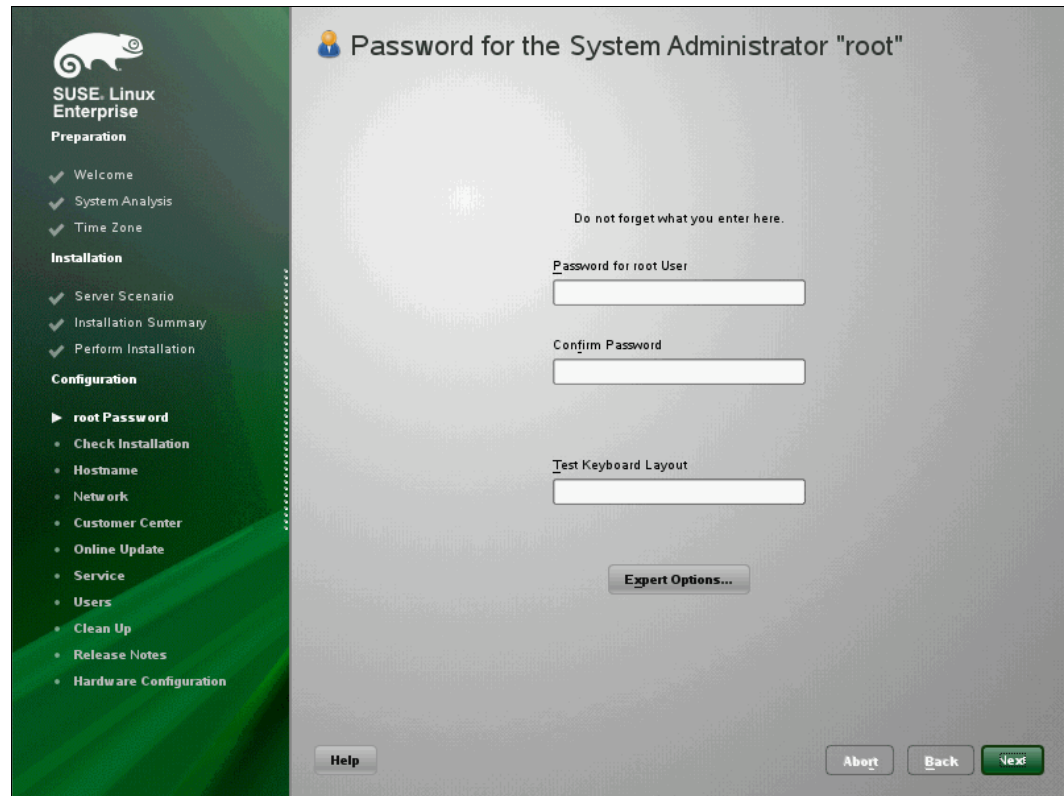 SUSE. Linux
Enterprise
Preparation
Welcome
System Analysis
Time Zone
Installation
Server Scenario
Installation Summary
Perform Installation
Configuration
root Password
Check Installation
Hostname
Network
Customer Center
Online Update
Service
Users
Clean Up
Release Notes
Hardware Configuration
Password for the System Administrator "root"
Do not forget what you enter here.
Password for root User
Confirm Password
Test Keyboard Layout
Expert Options...
Help
Abort
Back
Next